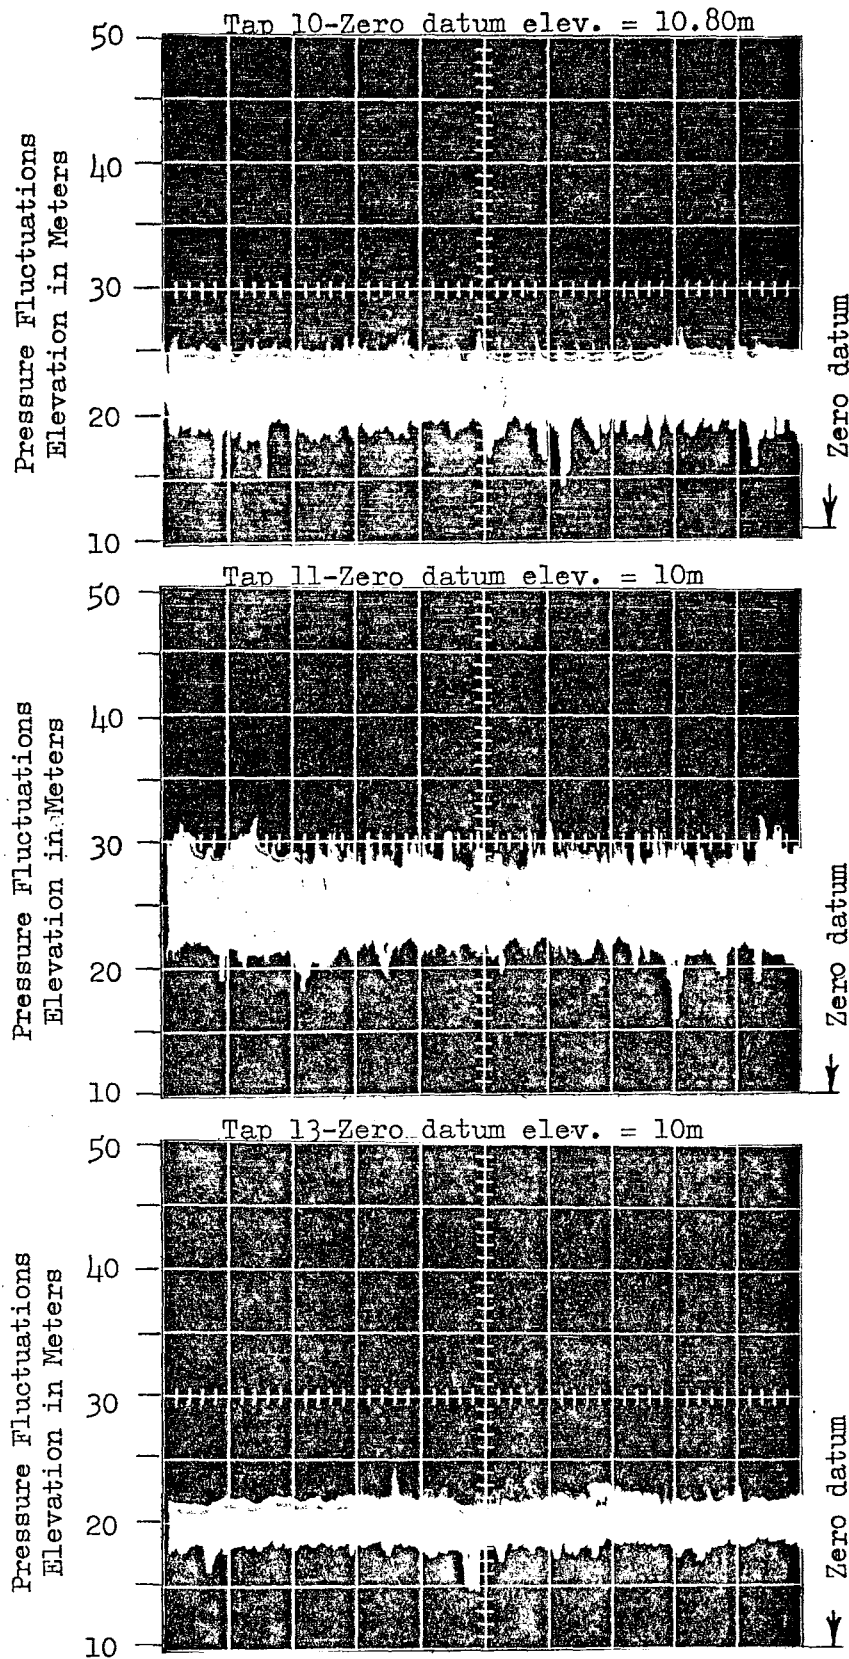 Tap 10-Zero datum elev. = 10.80m
50
40
30
20
10
Pressure Fluctuations
Elevation in Meters
Zero datum
Tap 11-Zero datum elev. = 10m
50
40
30
20
10
Pressure Fluctuations
Elevation in Meters
Zero datum
Tap 13-Zero datum elev. = 10m
50
40
30
20
10
Pressure Fluctuations
Elevation in Meters
Zero datum